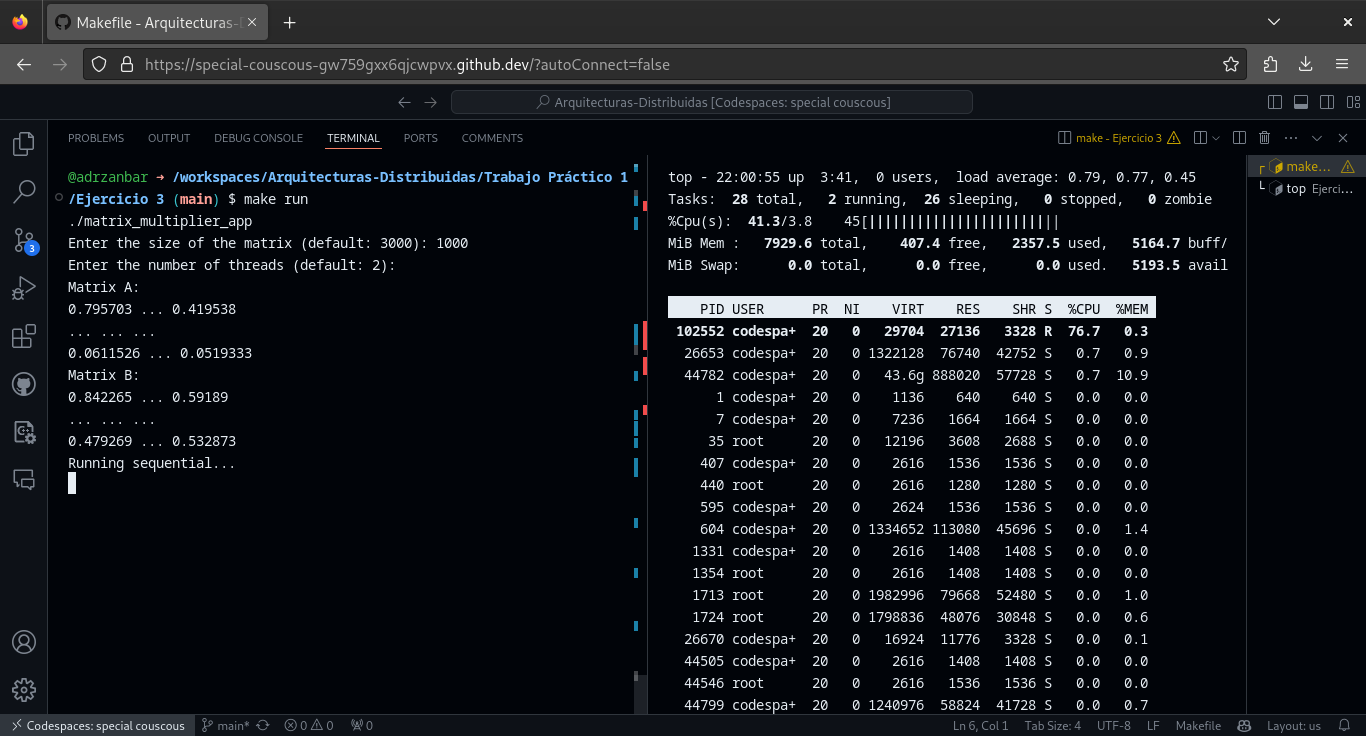 Makefile - Arquitecturas-D
https://special-couscous-gw759gxx6qjcwpvx.github.dev/?autoConnect=false
Arquitecturas-Distribuidas [Codespaces: special couscous]
PROBLEMS OUTPUT DEBUG CONSOLE TERMINAL PORTS COMMENTS
make - Ejercicio 3
@adrzanbar → /workspaces/Arquitecturas-Distribuidas/Trabajo Práctico 1
/Ejercicio 3 (main) $ make run
./matrix_multiplier_app
Enter the size of the matrix (default: 3000): 1000
Enter the number of threads (default: 2):
Matrix A:
0.795703 ... 0.419538
... ... ...
0.0611526 ... 0.0519333
Matrix B:
0.842265 ... 0.59189
... ... ...
0.479269 ... 0.532873
Running sequential...
top - 22:00:55 up  3:41,  0 users,  load average: 0.79, 0.77, 0.45
Tasks:  28 total,   2 running,  26 sleeping,   0 stopped,   0 zombie
%Cpu(s):  41.3/3.8    45[||||||||||||||||||||||||
MiB Mem :   7929.6 total,    407.4 free,   2357.5 used,   5164.7 buff/
MiB Swap:      0.0 total,      0.0 free,      0.0 used.   5193.5 avail
PID USER PR NI VIRT RES SHR S %CPU %MEM
102552 codespa+ 20 0 29704 27136 3328 R 76.7 0.3
26653 codespa+ 20 0 1322128 76740 42752 S 0.7 0.9
44782 codespa+ 20 0 43.6g 888020 57728 S 0.7 10.9
1 codespa+ 20 0 1136 640 640 S 0.0 0.0
7 codespa+ 20 0 7236 1664 1664 S 0.0 0.0
35 root 20 0 12196 3608 2688 S 0.0 0.0
407 codespa+ 20 0 2616 1536 1536 S 0.0 0.0
440 root 20 0 2616 1280 1280 S 0.0 0.0
595 codespa+ 20 0 2624 1536 1536 S 0.0 0.0
604 codespa+ 20 0 1334652 113080 45696 S 0.0 1.4
1331 codespa+ 20 0 2616 1408 1408 S 0.0 0.0
1354 root 20 0 2616 1408 1408 S 0.0 0.0
1713 root 20 0 1982996 79668 52480 S 0.0 1.0
1724 root 20 0 1798836 48076 30848 S 0.0 0.6
26670 codespa+ 20 0 16924 11776 3328 S 0.0 0.1
44505 codespa+ 20 0 2616 1408 1408 S 0.0 0.0
44546 root 20 0 2616 1536 1536 S 0.0 0.0
44799 codespa+ 20 0 1240976 58824 41728 S 0.0 0.7
make...
top Ejerci...
3
Codespaces: special couscous main* 0 0 0
Ln 6, Col 1 Tab Size: 4 UTF-8 LF Makefile Layout: us